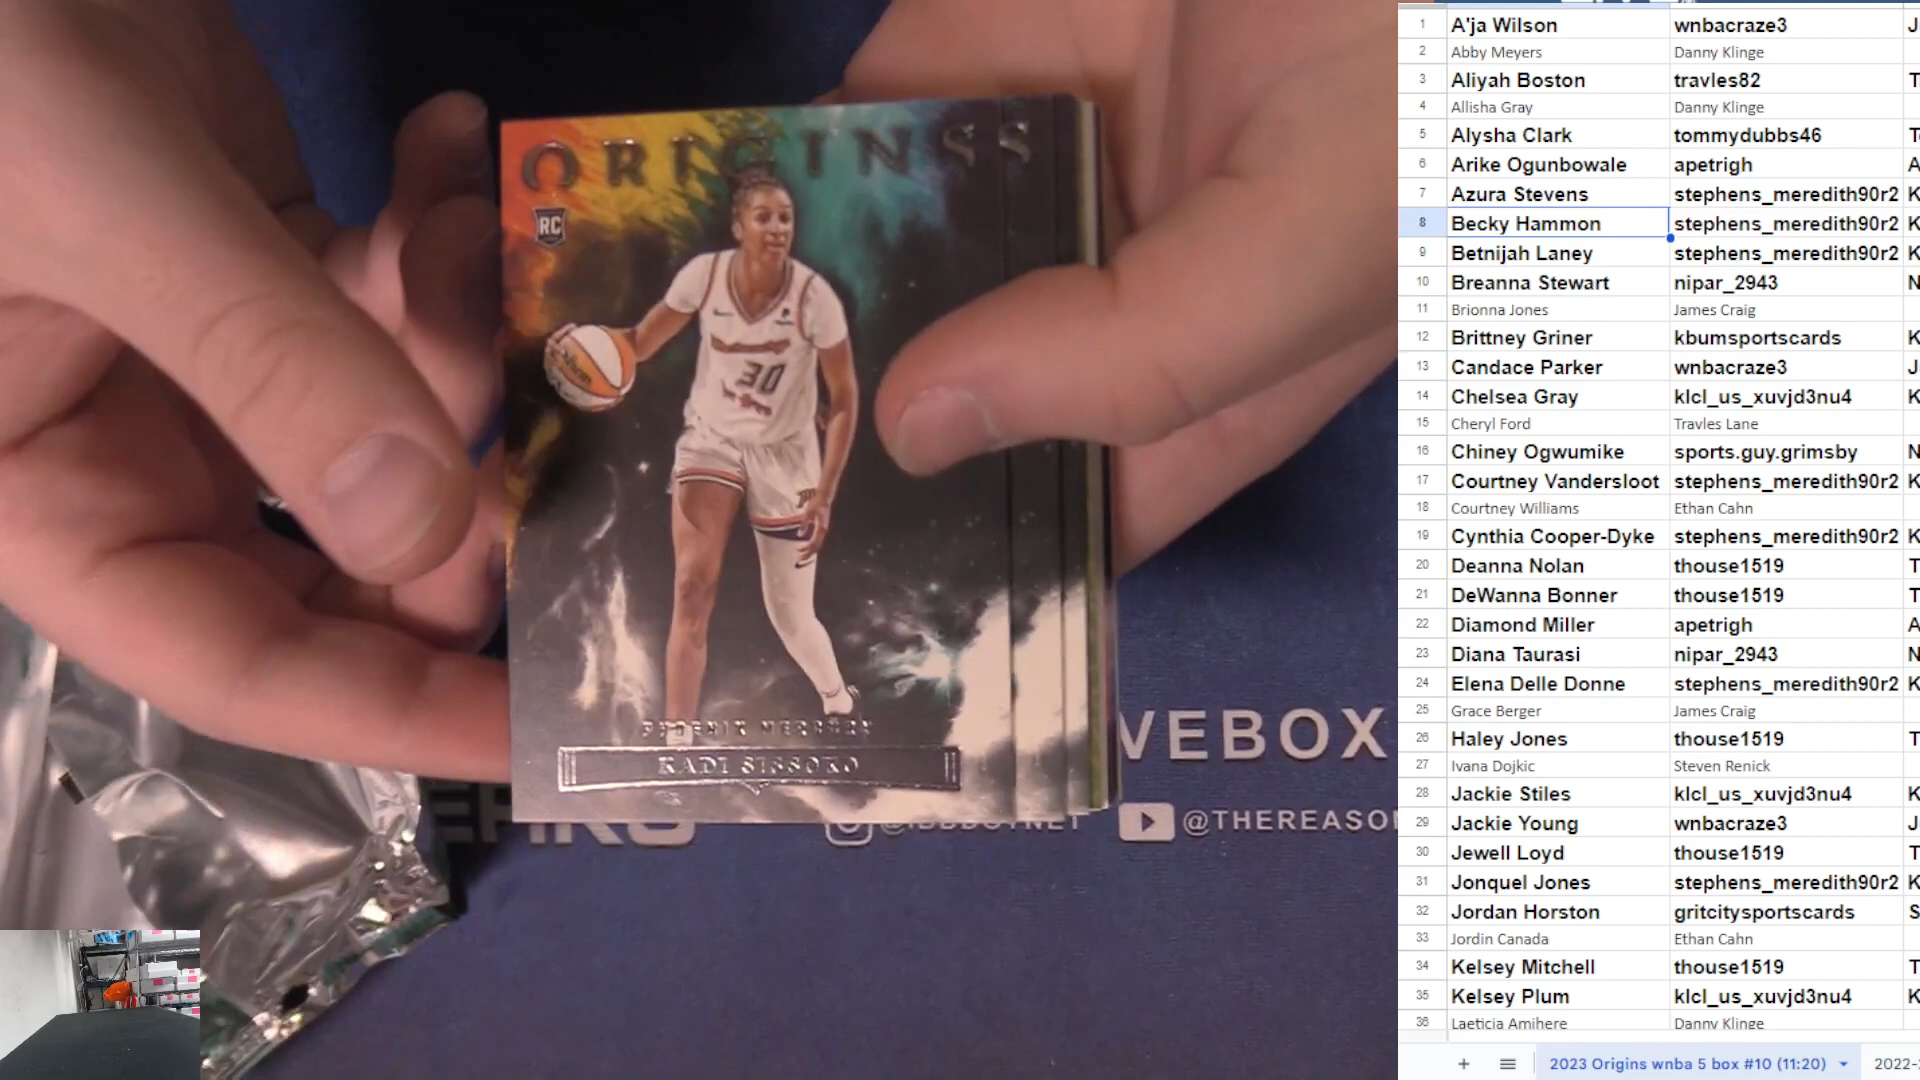 ORIGINS S
RC
30
PHOENIX MERCURY
KADI SISSOKO
VEBOX
@THEREASO
1 A'ja Wilson wnbacraze3 J
2 Abby Meyers Danny Klinge
3 Aliyah Boston travles82 T
4 Allisha Gray Danny Klinge
5 Alysha Clark tommydubbs46 T
6 Arike Ogunbowale apetrigh A
7 Azura Stevens stephens_meredith90r2 K
8 Becky Hammon stephens_meredith90r2 K
9 Betnijah Laney stephens_meredith90r2 K
10 Breanna Stewart nipar_2943 N
11 Brionna Jones James Craig
12 Brittney Griner kbumsportscards K
13 Candace Parker wnbacraze3 J
14 Chelsea Gray klcl_us_xuvjd3nu4 K
15 Cheryl Ford Travles Lane
16 Chiney Ogwumike sports.guy.grimsby N
17 Courtney Vandersloot stephens_meredith90r2 K
18 Courtney Williams Ethan Cahn
19 Cynthia Cooper-Dyke stephens_meredith90r2 K
20 Deanna Nolan thouse1519 T
21 DeWanna Bonner thouse1519 T
22 Diamond Miller apetrigh A
23 Diana Taurasi nipar_2943 N
24 Elena Delle Donne stephens_meredith90r2 K
25 Grace Berger James Craig
26 Haley Jones thouse1519 T
27 Ivana Dojkic Steven Renick
28 Jackie Stiles klcl_us_xuvjd3nu4 K
29 Jackie Young wnbacraze3 J
30 Jewell Loyd thouse1519 T
31 Jonquel Jones stephens_meredith90r2 K
32 Jordan Horston gritcitysportscards S
33 Jordin Canada Ethan Cahn
34 Kelsey Mitchell thouse1519 T
35 Kelsey Plum klcl_us_xuvjd3nu4 K
36 Laeticia Amihere Danny Klinge
2023 Origins wnba 5 box #10 (11:20) 2022-